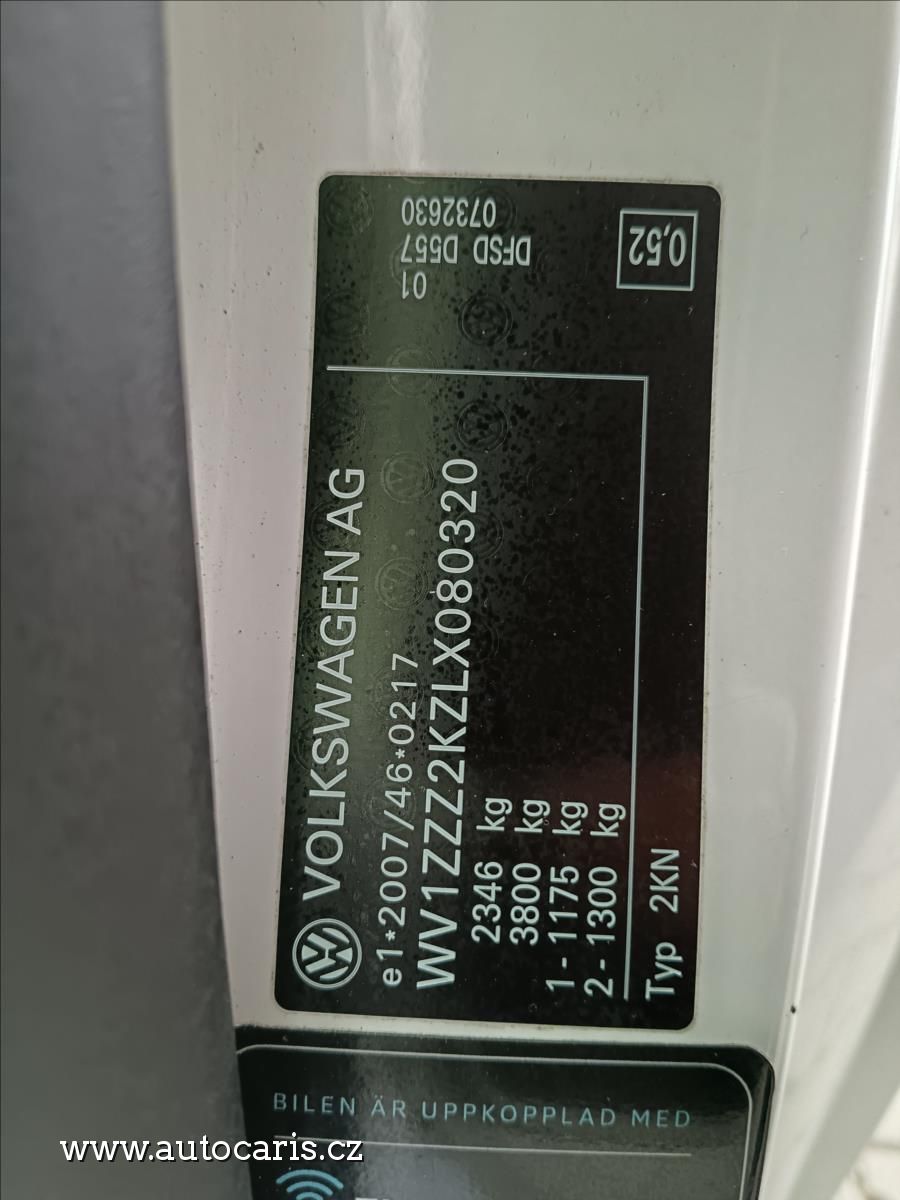 VOLKSWAGEN AG
e1*2007/46*0217
WV1ZZZ2KZLX080320
2346 kg
3800 kg
1- 1175 kg
2- 1300 kg
Typ 2KN
01
DFSD D557
0732630
0,52
BILEN ÄR UPPKOPPLAD MED
www.autocaris.cz